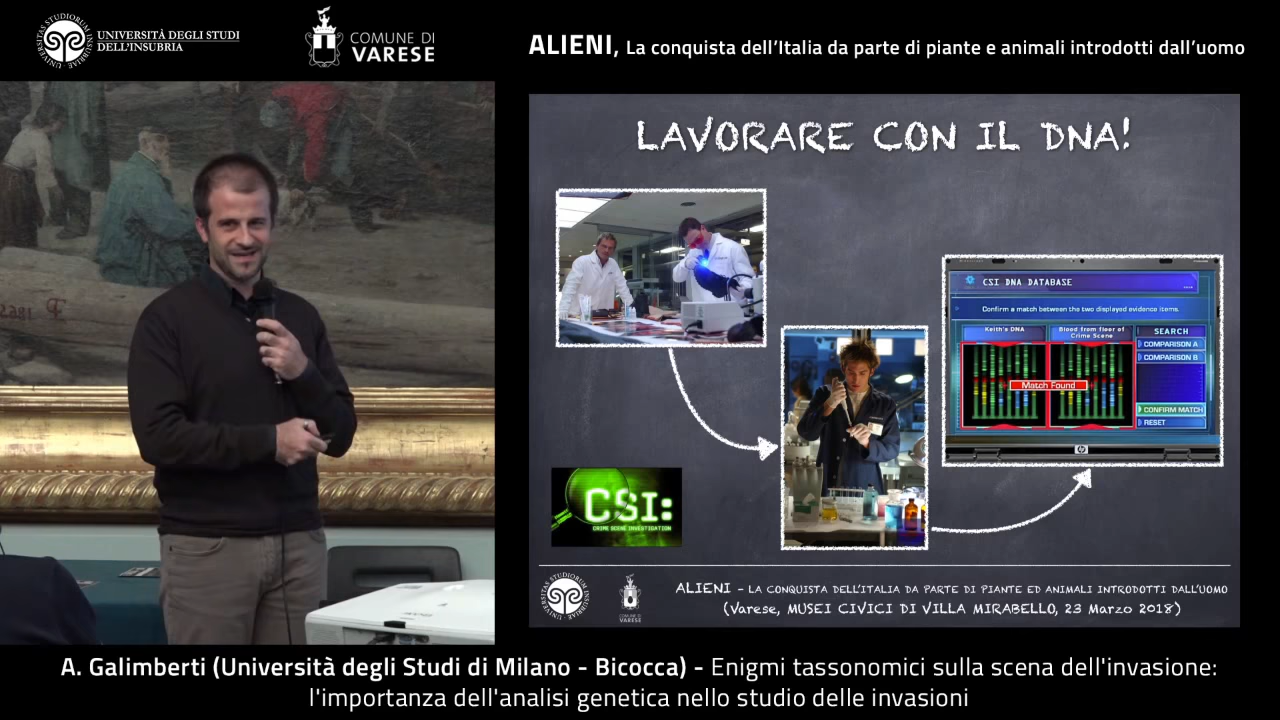 UNIVERSITÀ DEGLI STUDI
DELL'INSUBRIA
COMUNE DI
VARESE
ALIENI, La conquista dell'Italia da parte di piante e animali introdotti dall'uomo
LAVORARE CON IL DNA!
CSI DNA DATABASE
Confirm a match between the two displayed evidence items.
Keith's DNA
Blood from floor of
Crime Scene
SEARCH
COMPARISON A
COMPARISON B
Match Found
CONFIRM MATCH
RESET
hp
CSI:
CRIME SCENE INVESTIGATION
ALIENI – LA CONQUISTA DELL'ITALIA DA PARTE DI PIANTE ED ANIMALI INTRODOTTI DALL'UOMO
(Varese, MUSEI CIVICI DI VILLA MIRABELLO, 23 Marzo 2018)
COMUNE DI
VARESE
A. Galimberti (Università degli Studi di Milano - Bicocca) - Enigmi tassonomici sulla scena dell'invasione:
l'importanza dell'analisi genetica nello studio delle invasioni